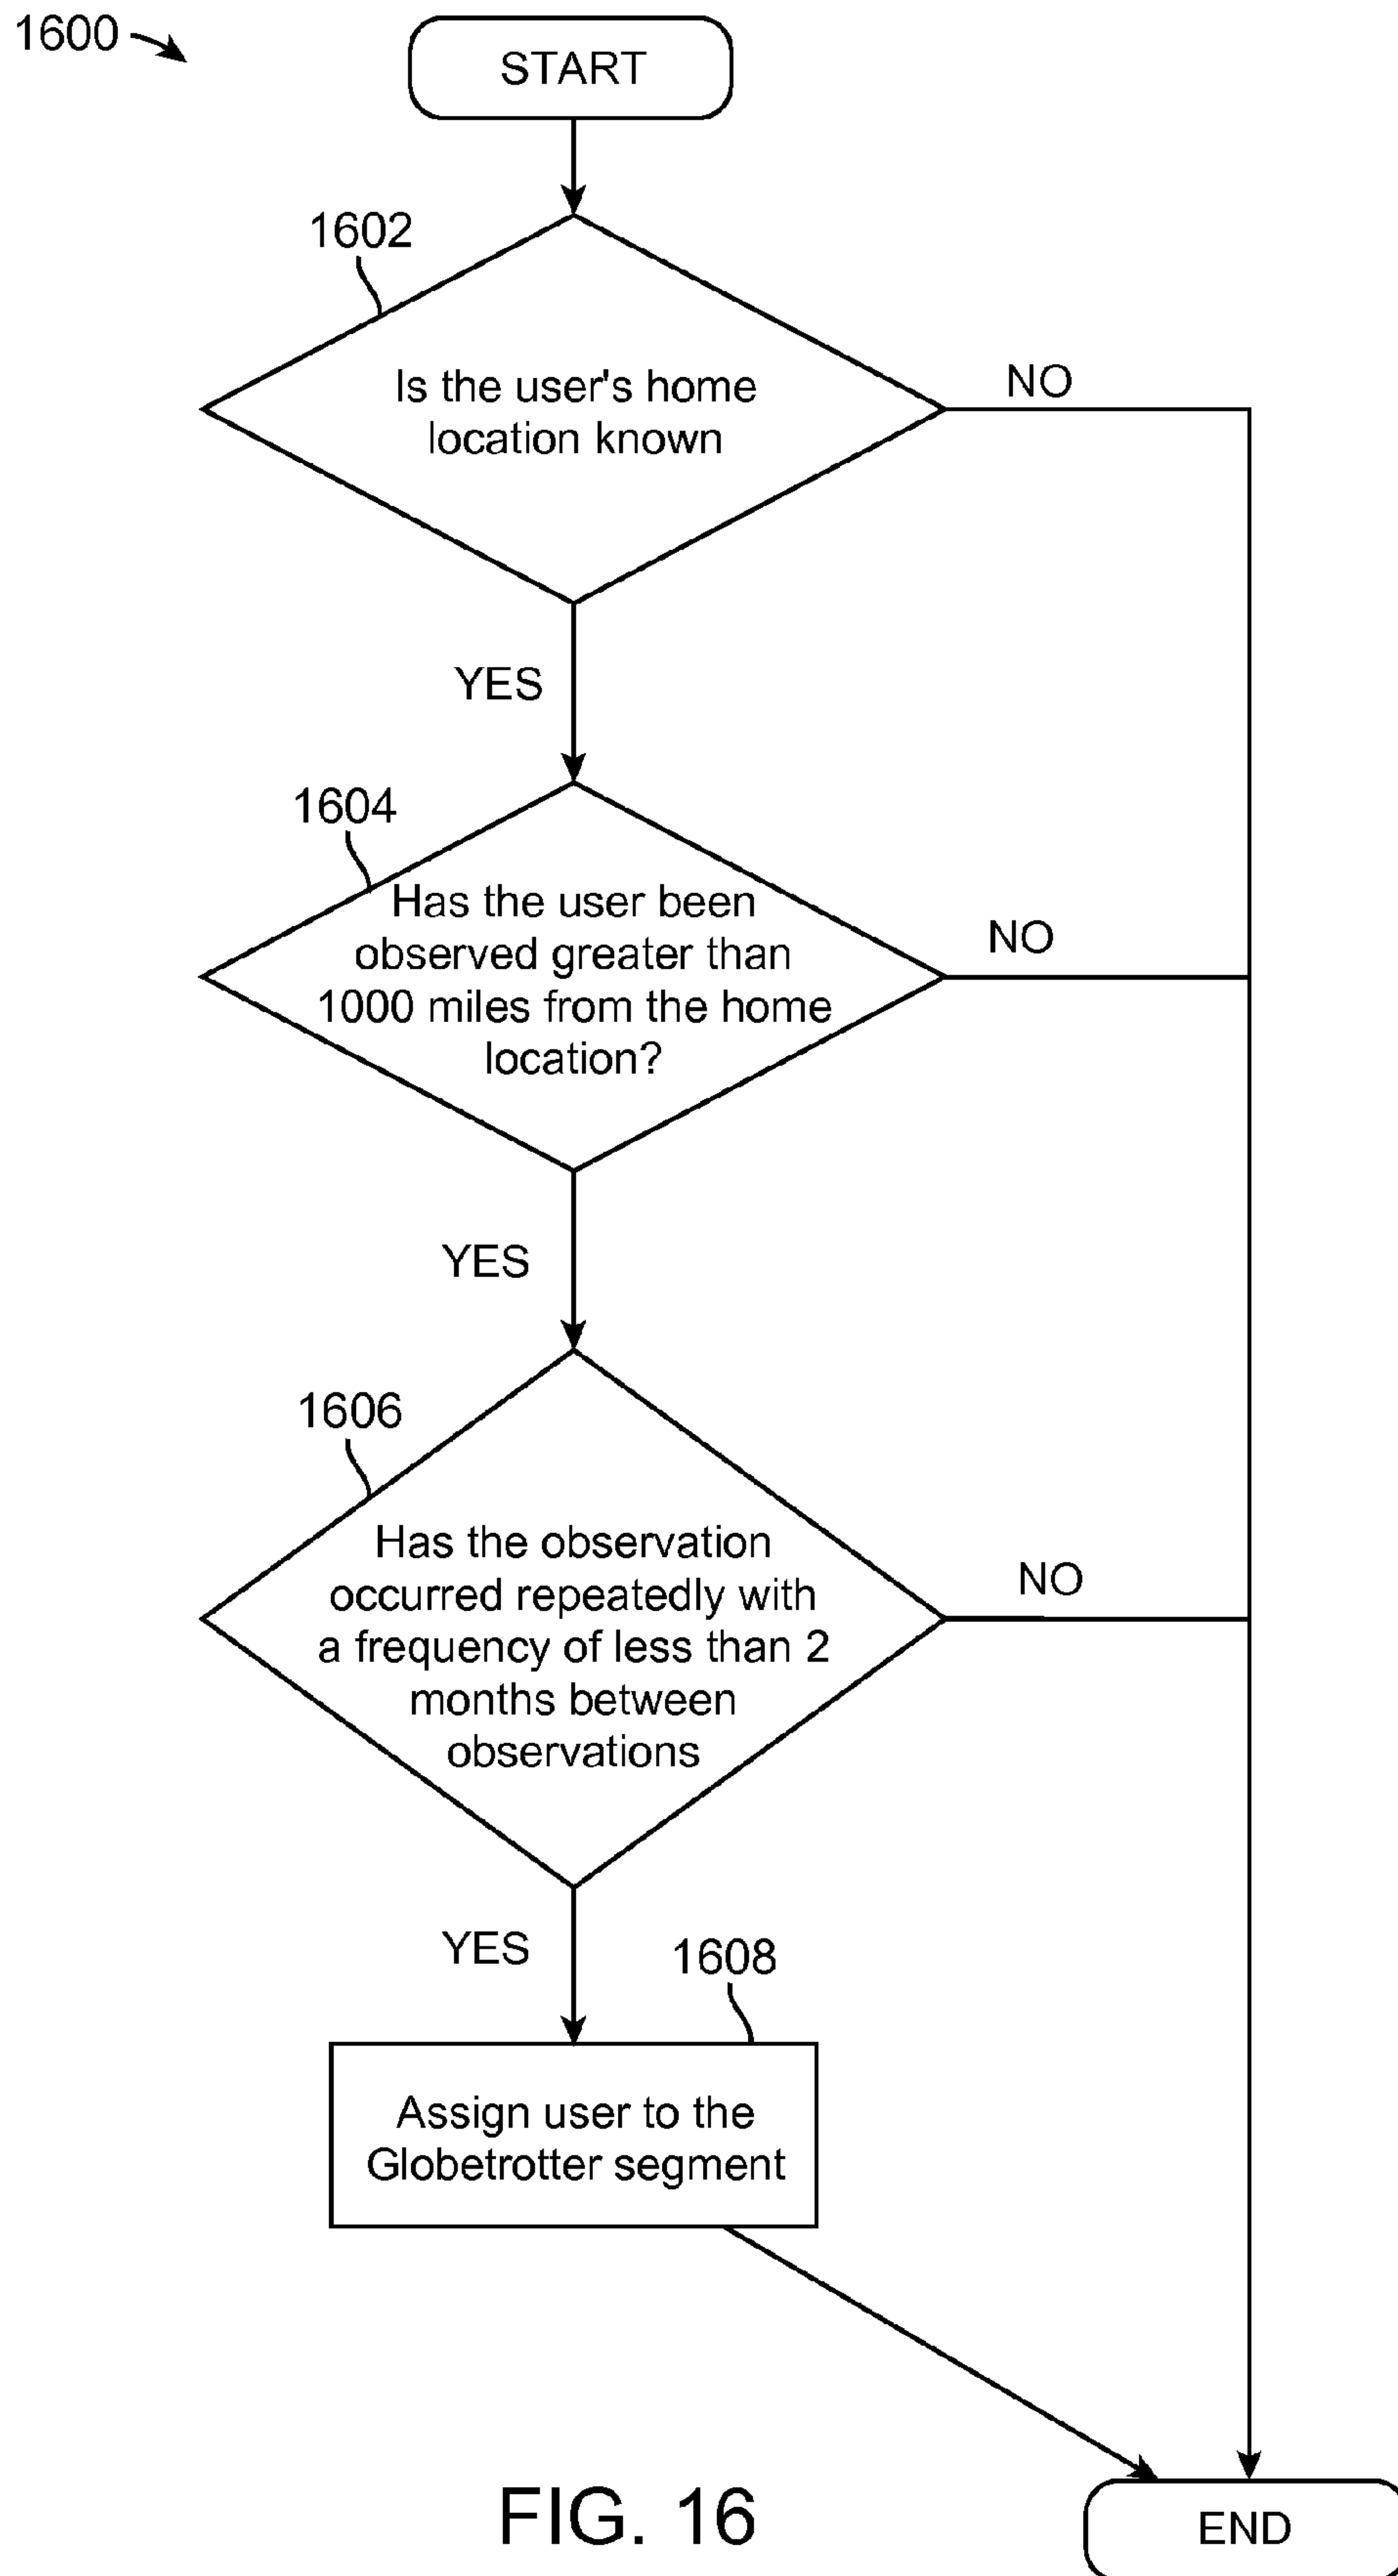 1600
START
1602
Is the user's home
location known
NO
YES
1604
Has the user been
observed greater than
1000 miles from the home
location?
NO
YES
1606
Has the observation
occurred repeatedly with
a frequency of less than 2
months between
observations
NO
YES
1608
Assign user to the
Globetrotter segment
END
FIG. 16